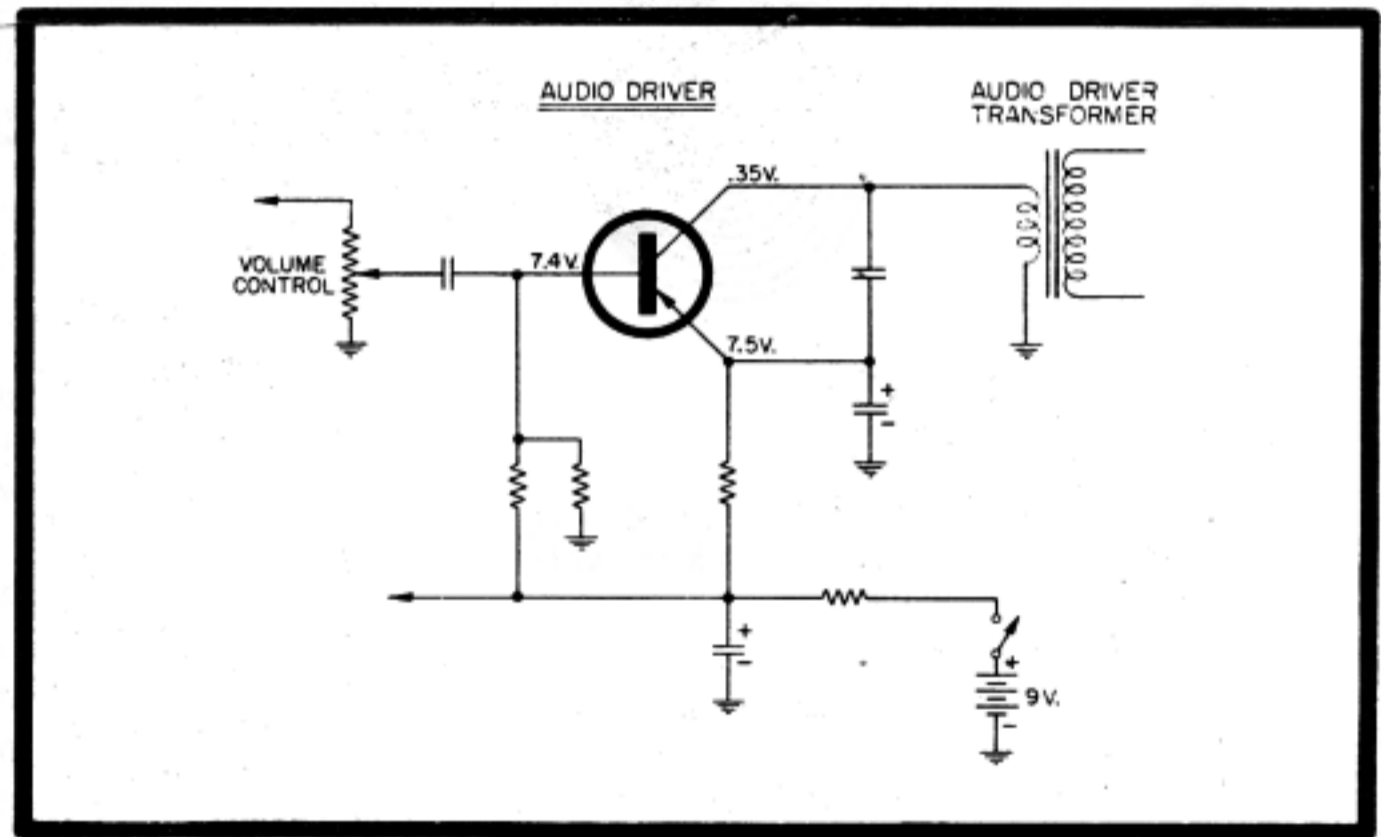 AUDIO DRIVER
AUDIO DRIVER
TRANSFORMER
.35V.
VOLUME
CONTROL
7.4V.
7.5V.
+
-
+
-
+
9V.
-